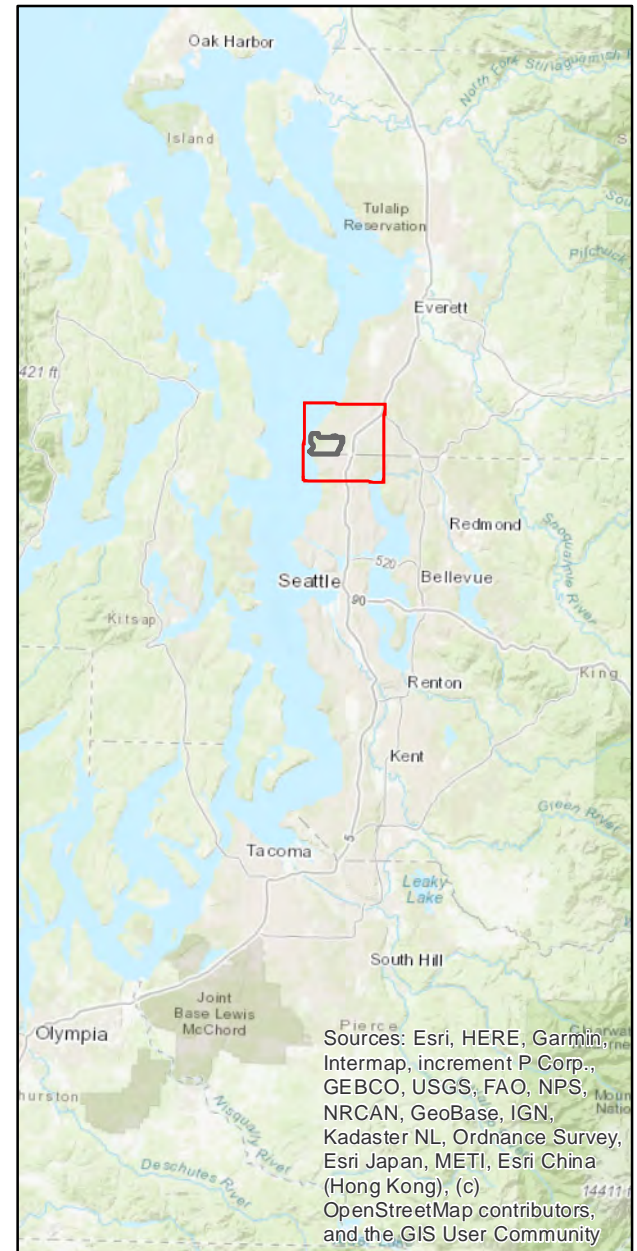 Oak Harbor
North Fork Stillaguamish
Island
Tulalip
Reservation
Pilchuck
Everett
421 ft
Redmond
Snoqualmie River
520
Seattle
Bellevue
90
Kitsap
King
Renton
Kent
Green River
5
Tacoma
Leaky
Lake
South Hill
Joint
Base Lewis
McChord
Pierce
Olympia
Nisqually River
Deschutes River
14411 f
Sources: Esri, HERE, Garmin,
Intermap, increment P Corp.,
GEBCO, USGS, FAO, NPS,
NRCAN, GeoBase, IGN,
Kadaster NL, Ordnance Survey,
Esri Japan, METI, Esri China
(Hong Kong), (c)
OpenStreetMap contributors,
and the GIS User Community